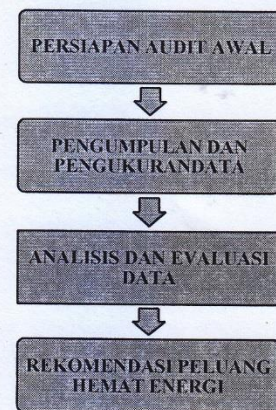 PERSIAPAN AUDIT AWAL
PENGUMPULAN DAN
PENGUKURANDATA
ANALISIS DAN EVALUASI
DATA
REKOMENDASI PELUANG
HEMAT ENERGI